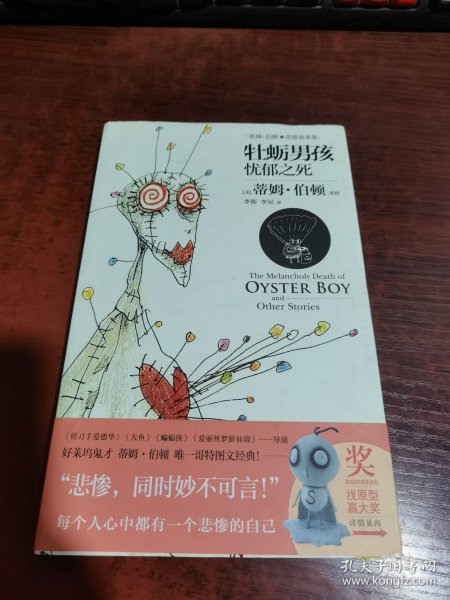 蒂姆·伯顿●悲惨故事集
牡蛎男孩
忧郁之死
[美] 蒂姆·伯顿 著绘
李斯 李尼 译
The Melancholy Death of
OYSTER BOY
and
Other Stories
《剪刀手爱德华》《大鱼》《蝙蝠侠》《爱丽丝梦游仙境》……导演
好莱坞鬼才 蒂姆·伯顿 唯一哥特图文经典!
“悲惨,同时妙不可言!”
每个人心中都有一个悲惨的自己
S
奖
找原型
赢大奖
详情见内
孔夫子旧书网
www.kongfz.com